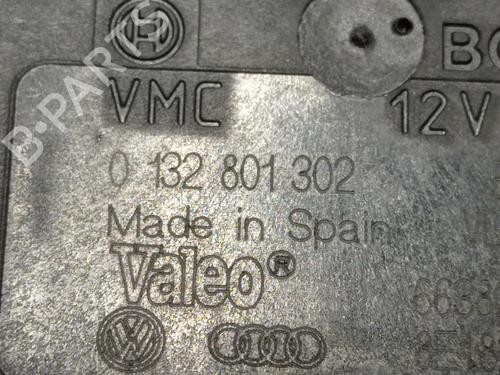 VMC 12V
0 132 801 302
Made in Spain
Valeo®
B-PARTS